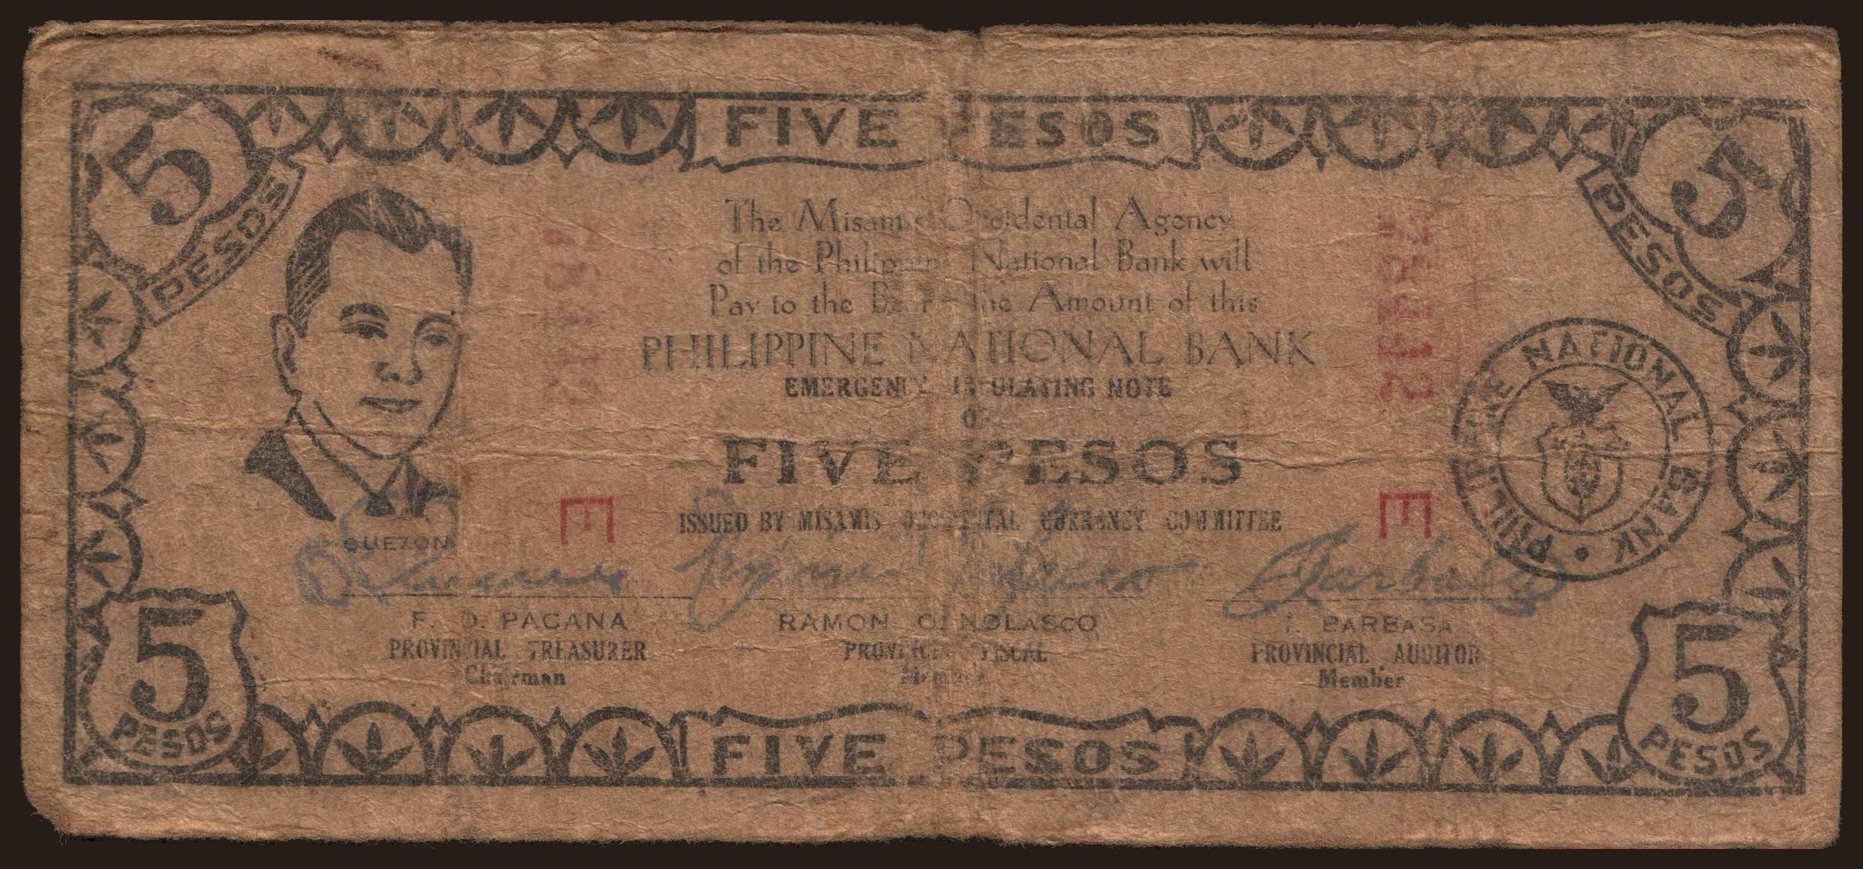 FIVE PESOS
5 PESOS
5 PESOS
The Misamis Occidental Agency
of the Philippine National Bank will
Pay to the Bearer the Amount of this
PHILIPPINE NATIONAL BANK
EMERGENCY CIRCULATING NOTE
OF
FIVE PESOS
ISSUED BY MISAMIS OCCIDENTAL CURRENCY COMMITTEE
E
E
PHILIPPINE NATIONAL BANK
QUEZON
F. D. PACANA RAMON C. NOLASCO I. BARBASA
PROVINCIAL TREASURER PROVINCIAL FISCAL PROVINCIAL AUDITOR
Chairman Member Member
5 PESOS
5 PESOS
FIVE PESOS